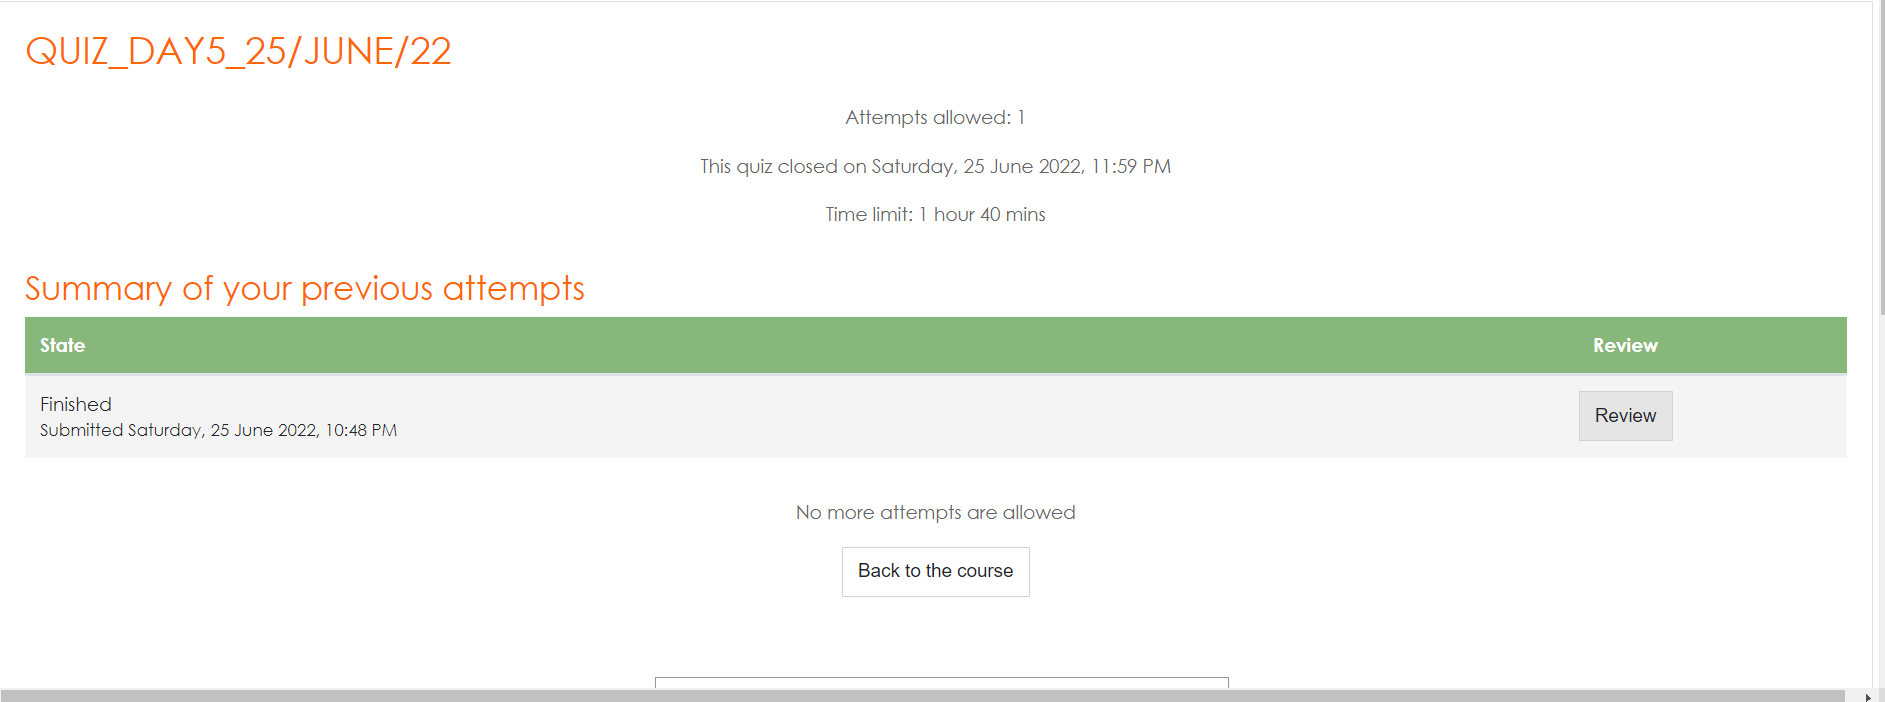 QUIZ_DAY5_25/JUNE/22
Attempts allowed: 1
This quiz closed on Saturday, 25 June 2022, 11:59 PM
Time limit: 1 hour 40 mins
Summary of your previous attempts
State Review
Finished
Submitted Saturday, 25 June 2022, 10:48 PM
Review
No more attempts are allowed
Back to the course